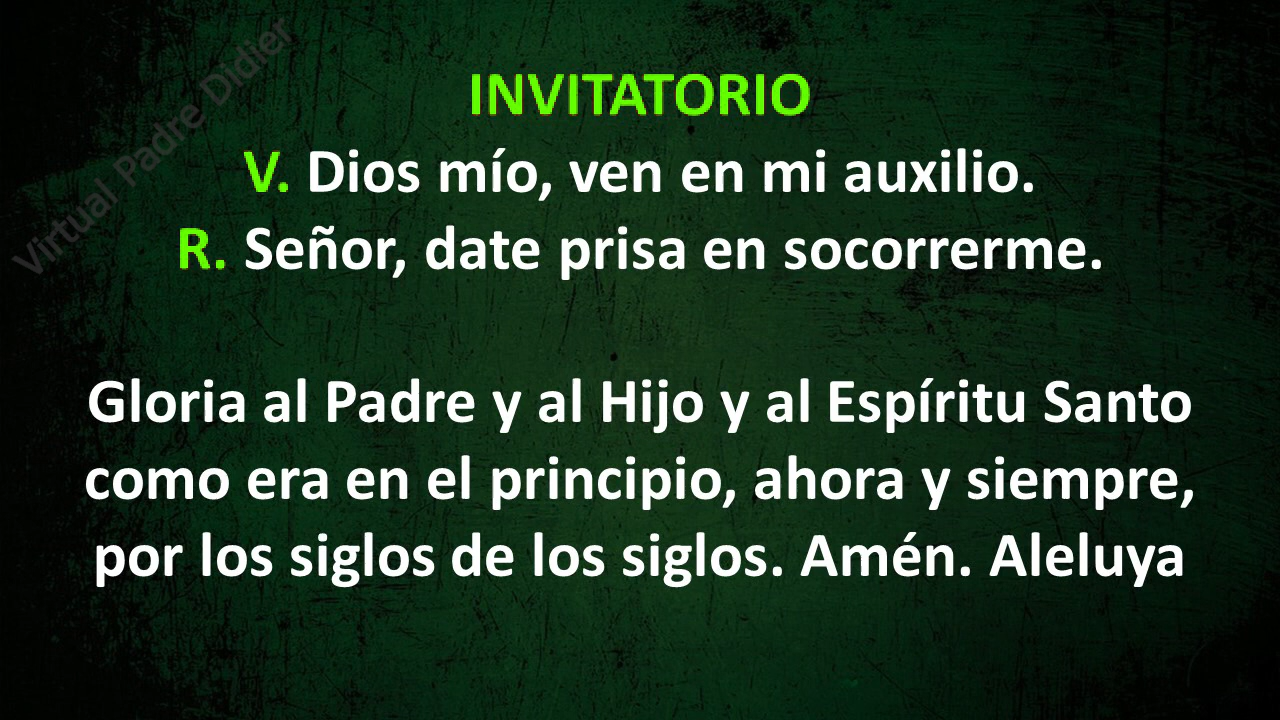 Virtual Padre Didier
INVITATORIO
V. Dios mío, ven en mi auxilio.
R. Señor, date prisa en socorrerme.
Gloria al Padre y al Hijo y al Espíritu Santo
como era en el principio, ahora y siempre,
por los siglos de los siglos. Amén. Aleluya